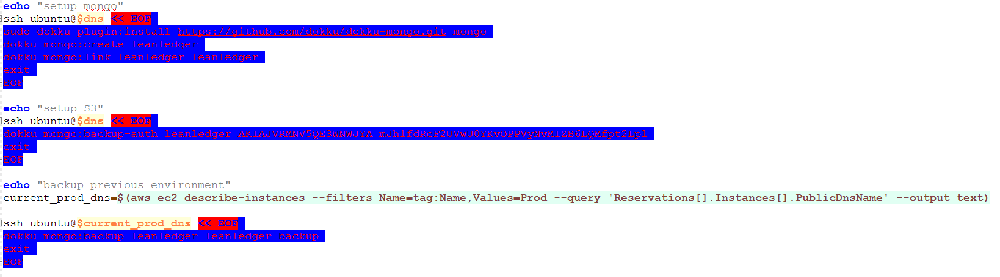 echo "setup mongo"
ssh ubuntu@$dns << EOF
sudo dokku plugin:install https://github.com/dokku/dokku-mongo.git mongo
dokku mongo:create leanledger
dokku mongo:link leanledger leanledger
exit
EOF
echo "setup S3"
ssh ubuntu@$dns << EOF
dokku mongo:backup-auth leanledger AKIAJVRMNV5QE3WNWJYA mJh1fdRcF2UVwU0YKvOPPVyNvMIZB6LQMfpt2Lpl
exit
EOF
echo "backup previous environment"
current_prod_dns=$(aws ec2 describe-instances --filters Name=tag:Name,Values=Prod --query 'Reservations[].Instances[].PublicDnsName' --output text)
ssh ubuntu@$current_prod_dns << EOF
dokku mongo:backup leanledger leanledger-backup
exit
EOF